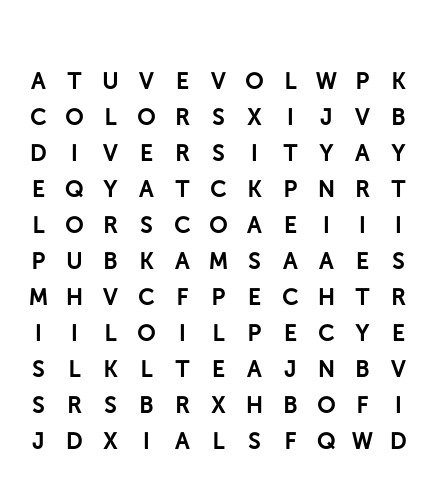 A T U V E V O L W P K
C O L O R S X I J V B
D I V E R S I T Y A Y
E Q Y A T C K P N R T
L O R S C O A E I I I
P U B K A M S A A E S
M H V C F P E C H T R
I I L O I L P E C Y E
S L K L T E A J N B V
S R S B R X H B O F I
J D X I A L S F Q W D